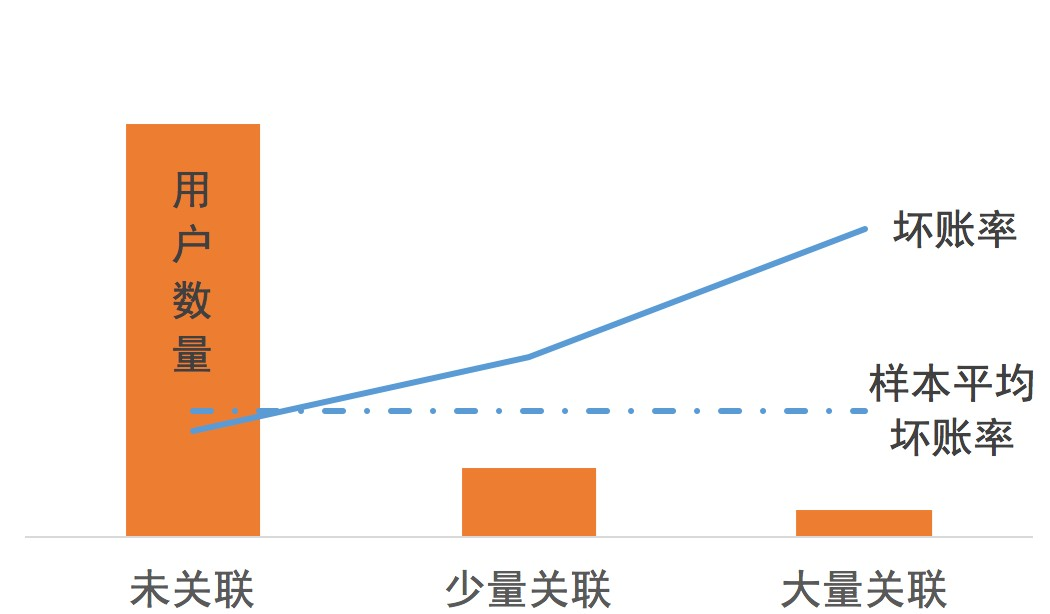 用户数量
坏账率
样本平均
坏账率
未关联
少量关联
大量关联